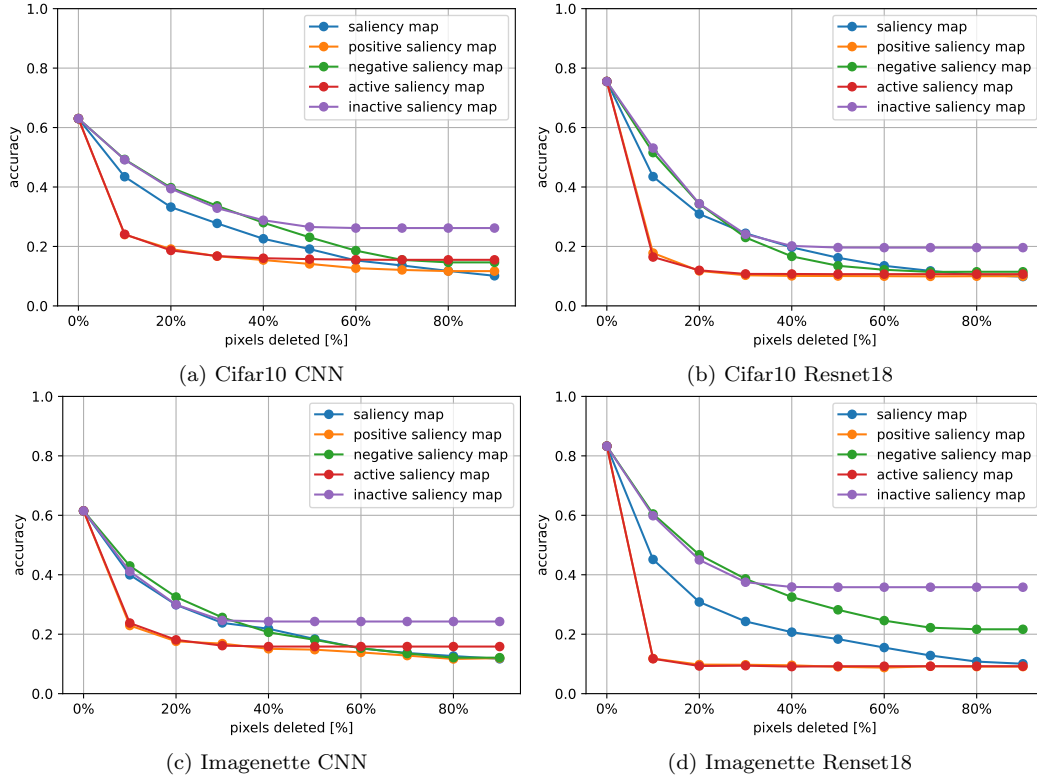 1.0
0.8
0.6
0.4
0.2
0.0
accuracy
saliency map
positive saliency map
negative saliency map
active saliency map
inactive saliency map
0% 20% 40% 60% 80%
pixels deleted [%]
(a) Cifar10 CNN
1.0
0.8
0.6
0.4
0.2
0.0
accuracy
saliency map
positive saliency map
negative saliency map
active saliency map
inactive saliency map
0% 20% 40% 60% 80%
pixels deleted [%]
(b) Cifar10 Resnet18
1.0
0.8
0.6
0.4
0.2
0.0
accuracy
saliency map
positive saliency map
negative saliency map
active saliency map
inactive saliency map
0% 20% 40% 60% 80%
pixels deleted [%]
(c) Imagenette CNN
1.0
0.8
0.6
0.4
0.2
0.0
accuracy
saliency map
positive saliency map
negative saliency map
active saliency map
inactive saliency map
0% 20% 40% 60% 80%
pixels deleted [%]
(d) Imagenette Renset18